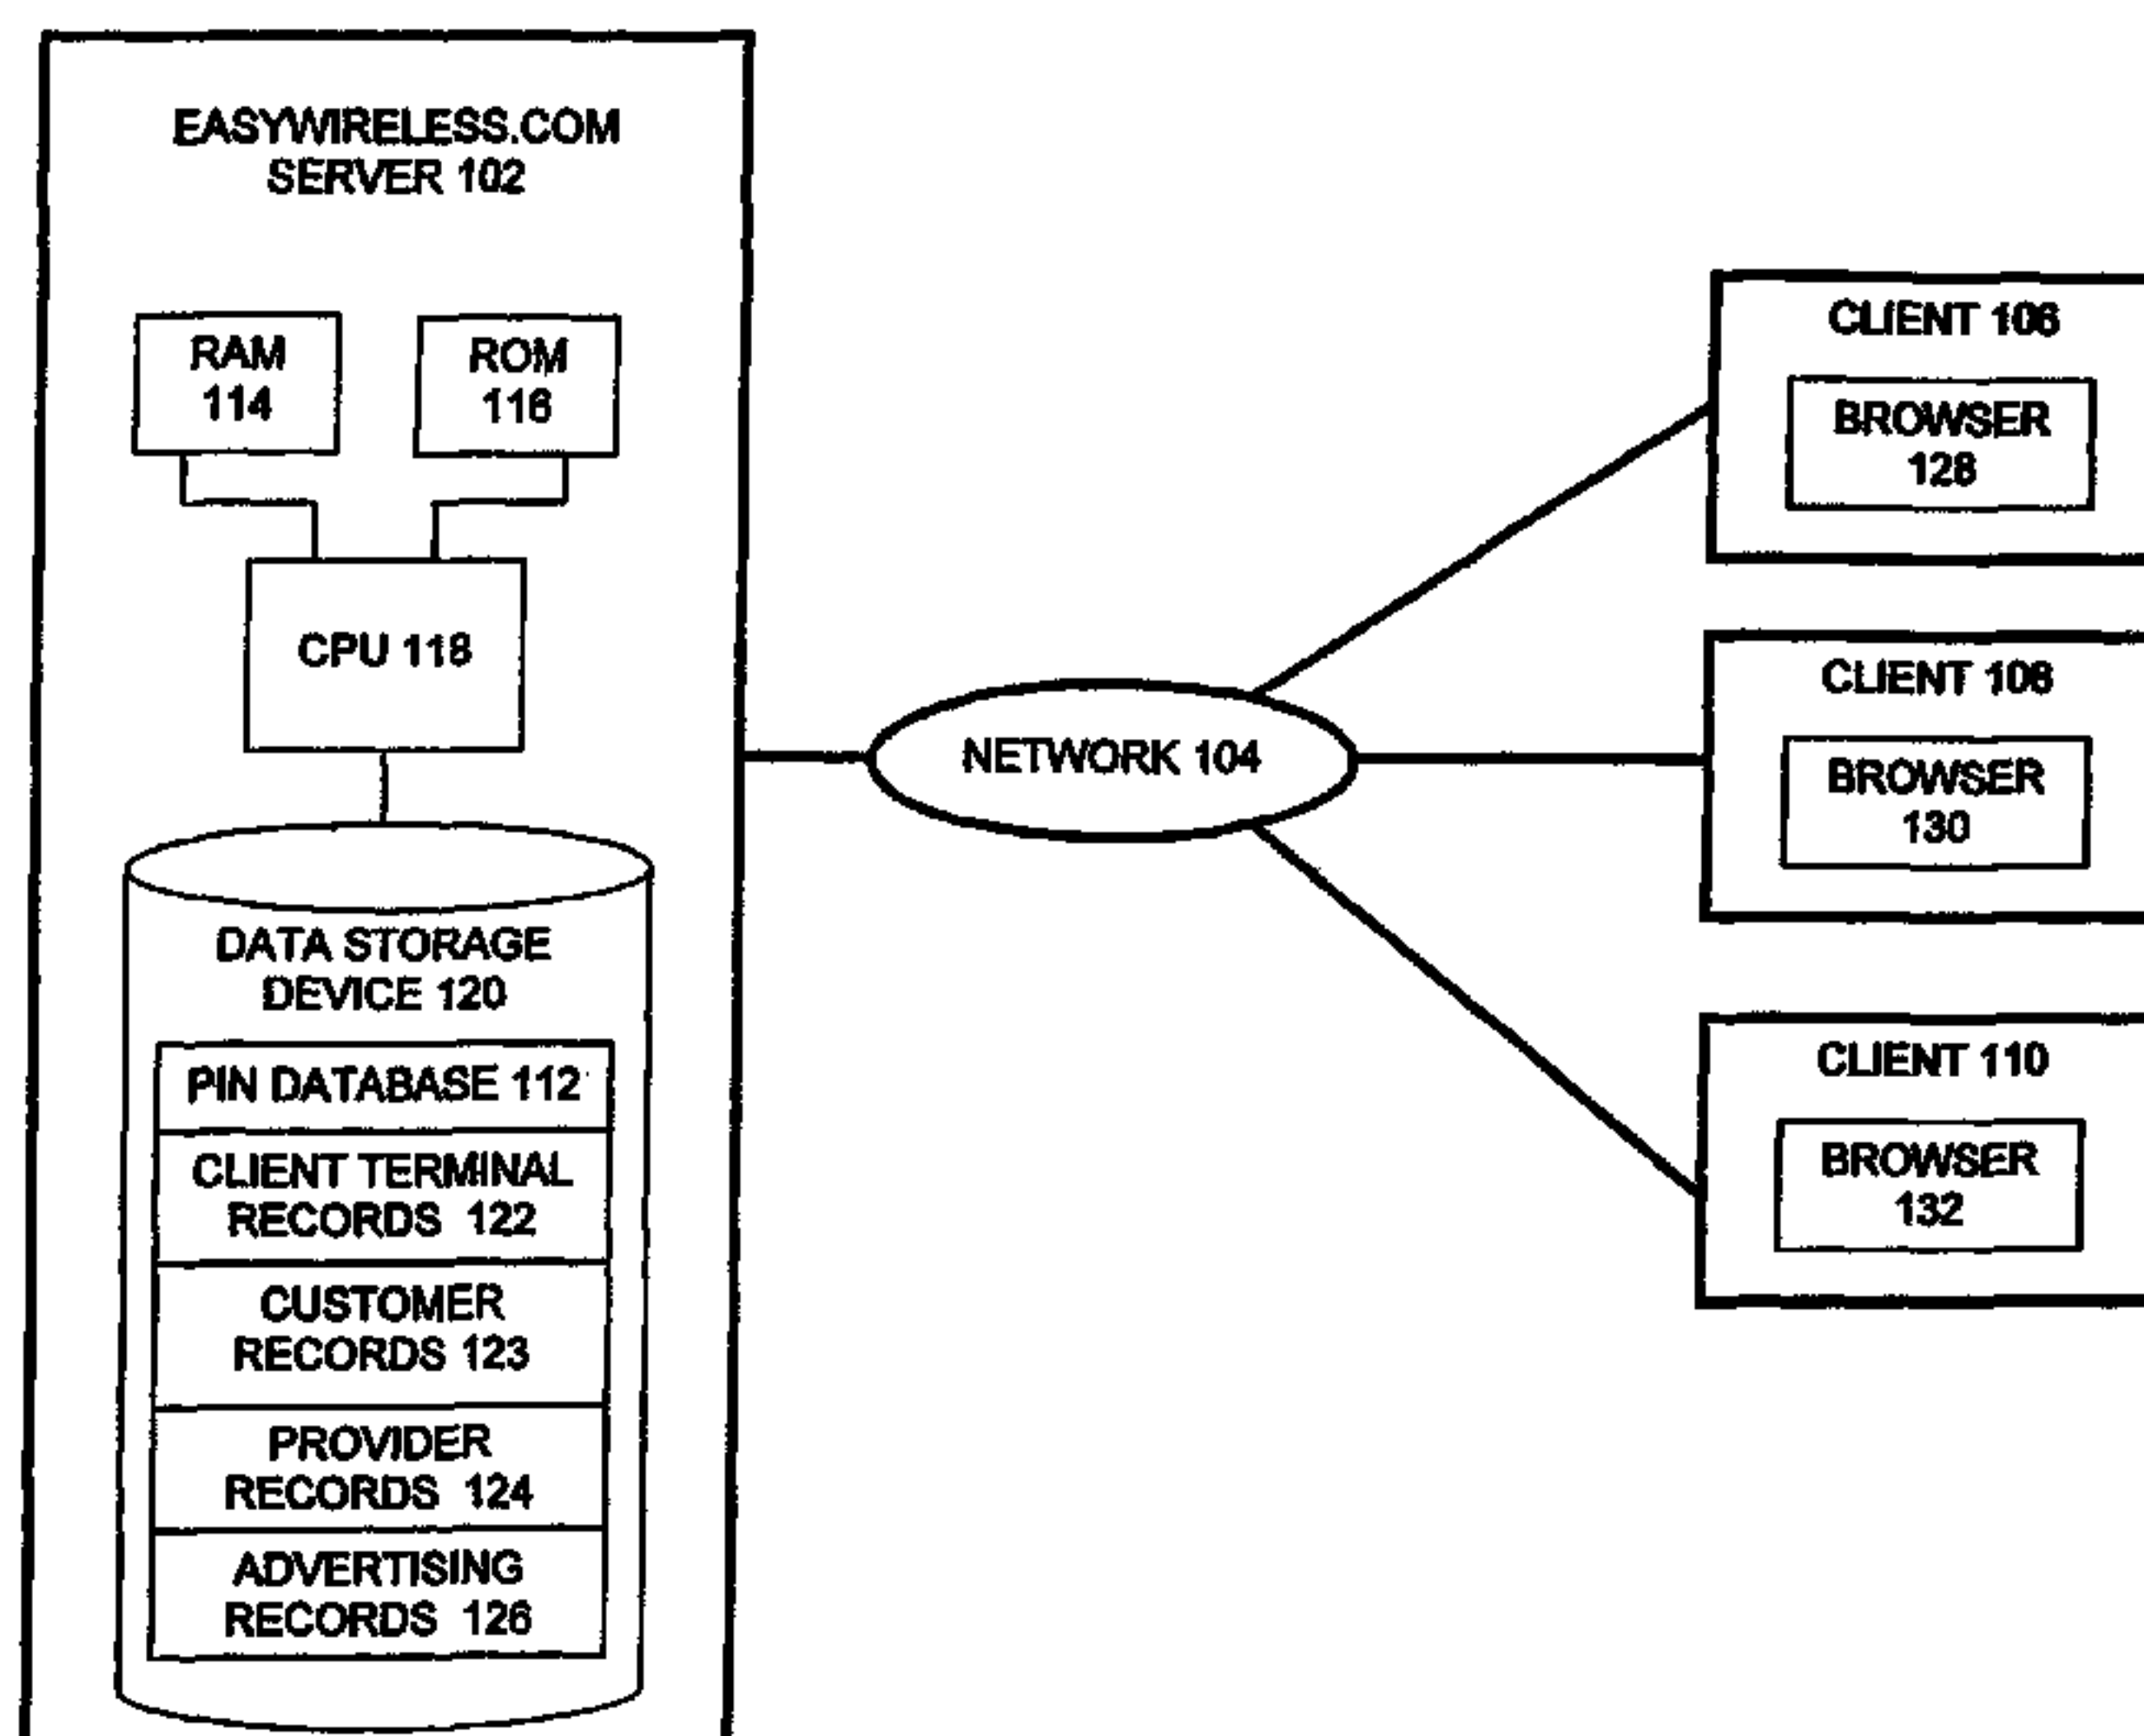 EASYWIRELESS.COM
SERVER 102
RAM
114
ROM
116
CPU 118
DATA STORAGE
DEVICE 120
PIN DATABASE 112
CLIENT TERMINAL
RECORDS 122
CUSTOMER
RECORDS 123
PROVIDER
RECORDS 124
ADVERTISING
RECORDS 126
NETWORK 104
CLIENT 106
BROWSER
128
CLIENT 108
BROWSER
130
CLIENT 110
BROWSER
132